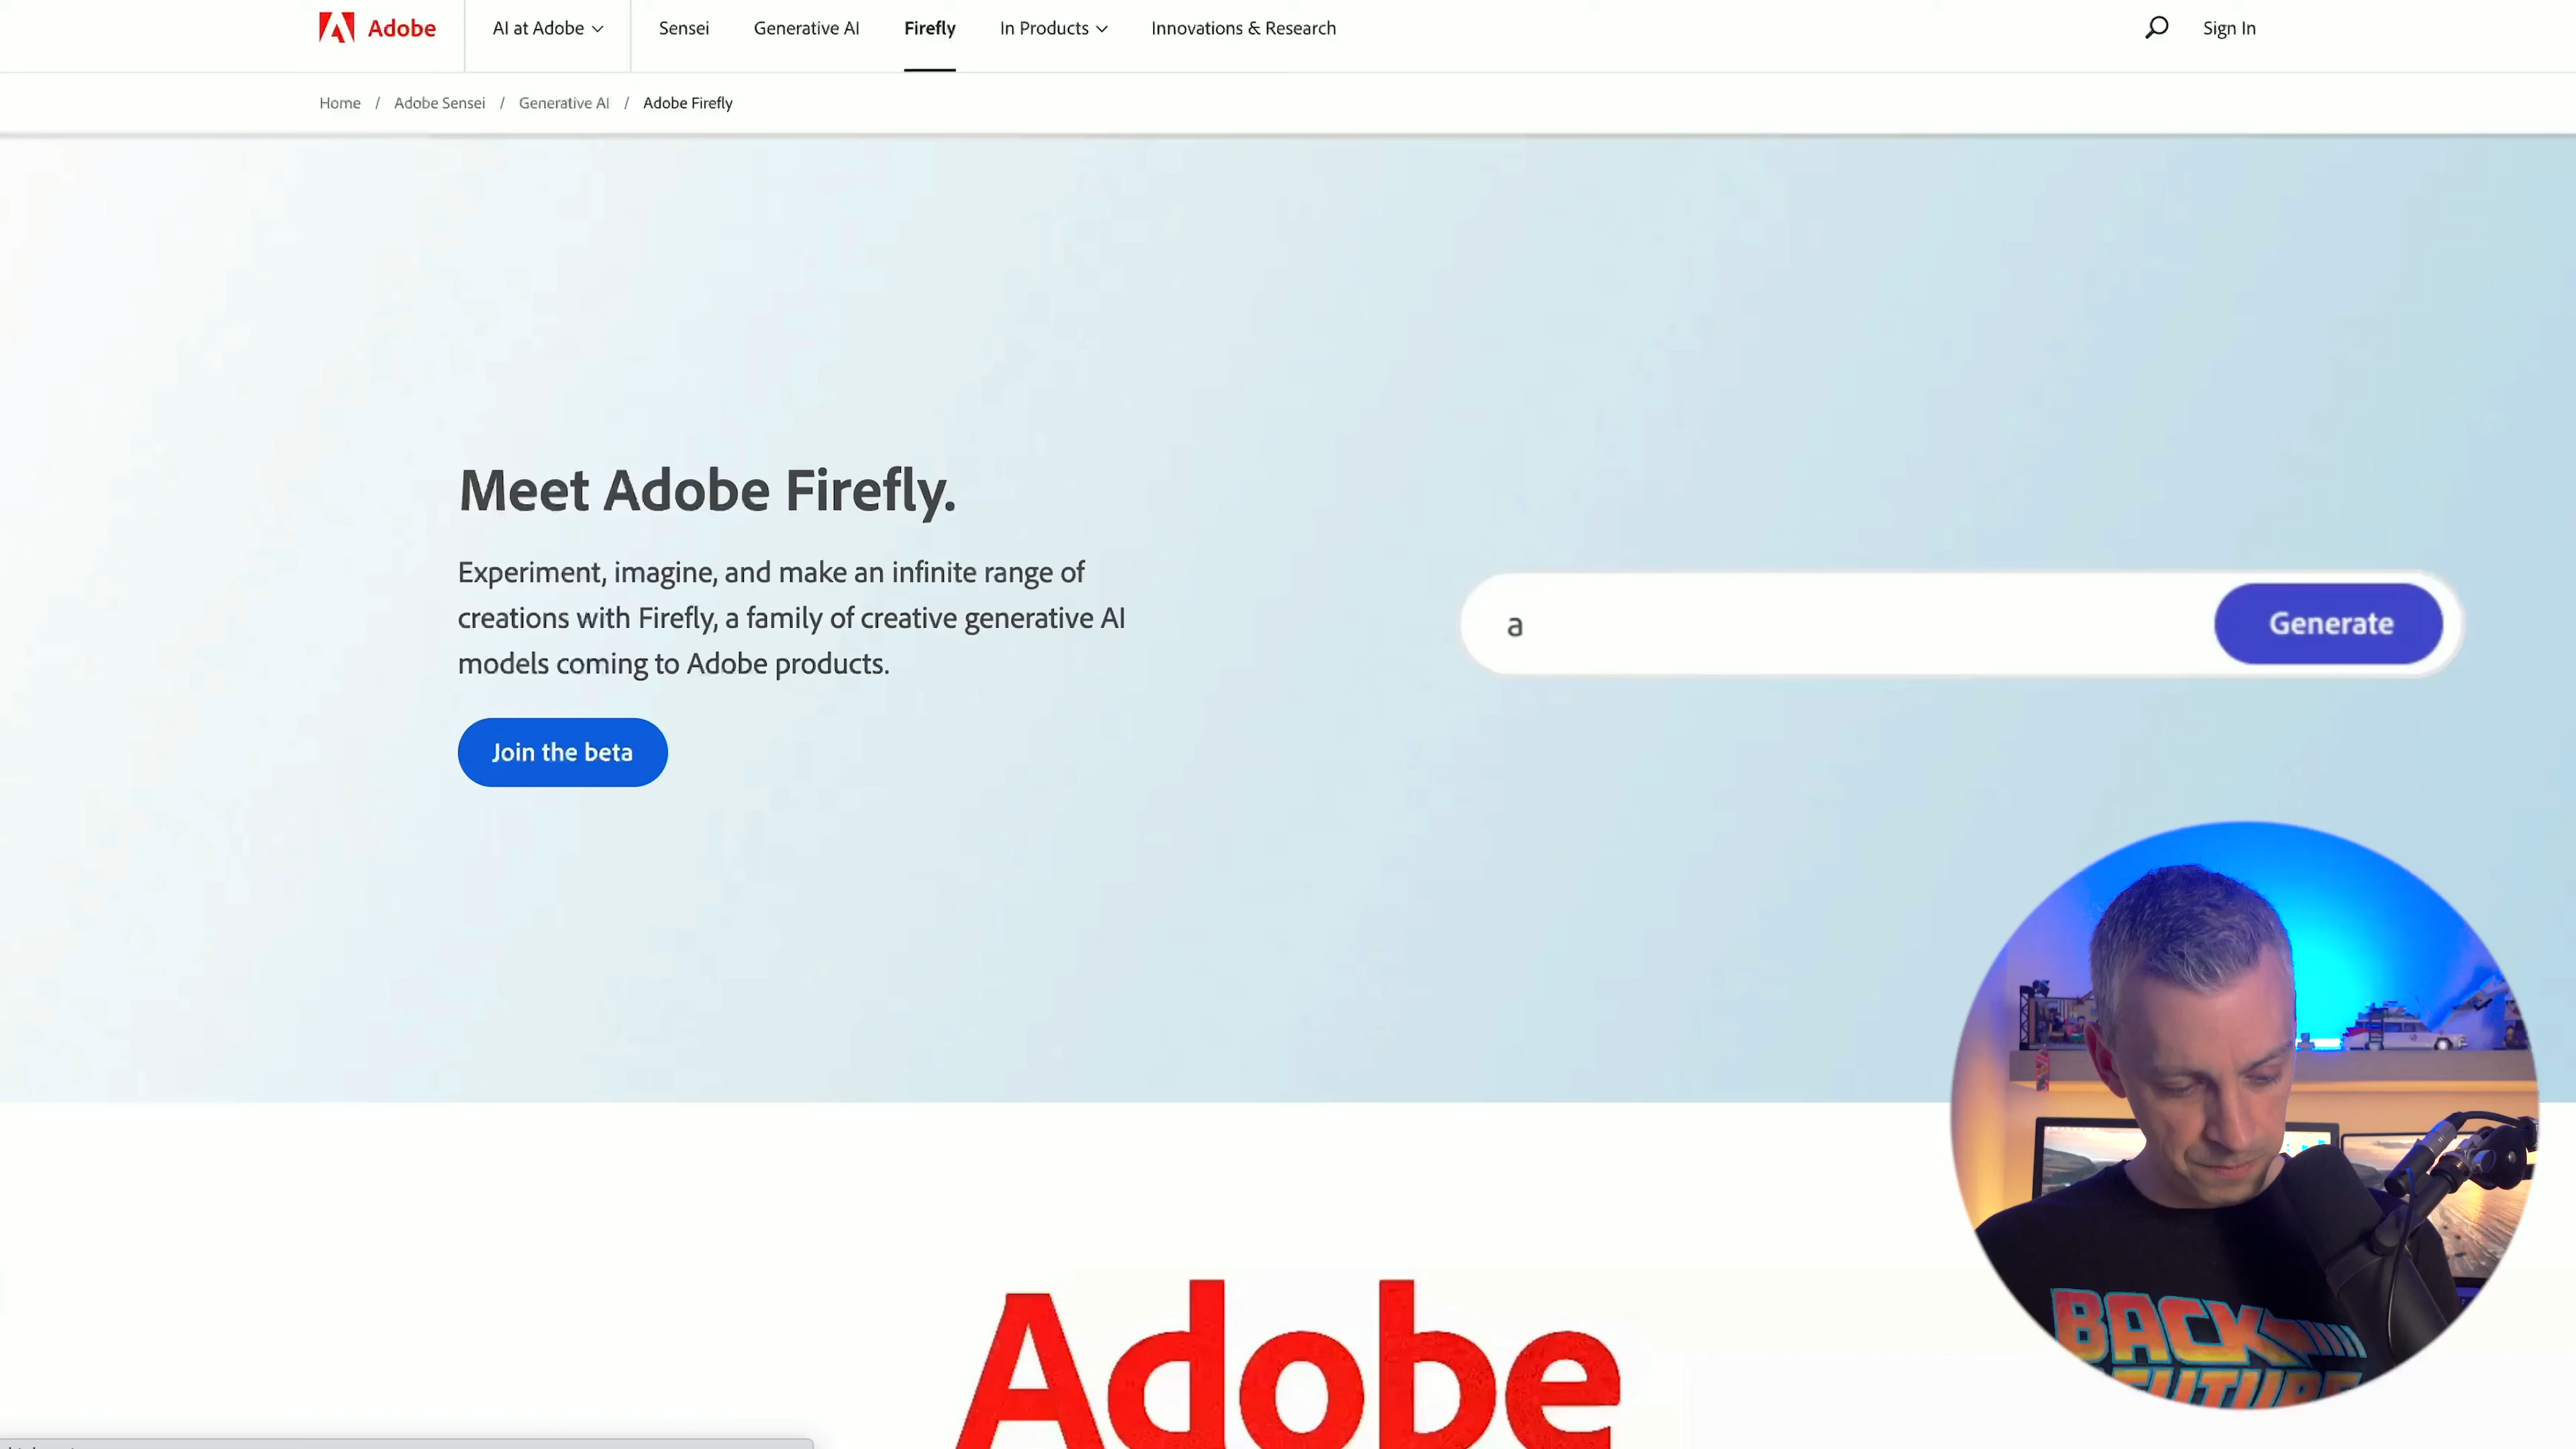 Adobe
AI at Adobe
Sensei
Generative AI
Firefly
In Products
Innovations & Research
Sign In
Home / Adobe Sensei / Generative AI / Adobe Firefly
Meet Adobe Firefly.
Experiment, imagine, and make an infinite range of
creations with Firefly, a family of creative generative AI
models coming to Adobe products.
a
Generate
Join the beta
BACK
FUTURE
Adobe